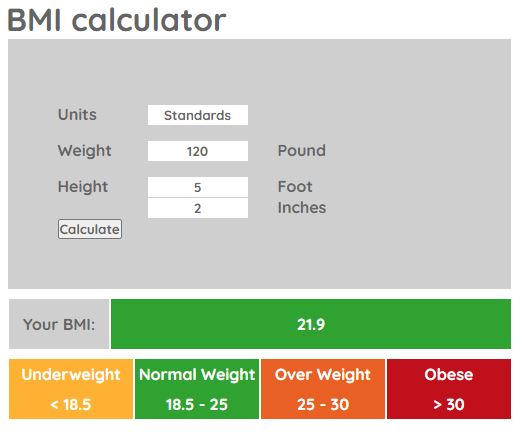 BMI calculator
Units Standards
Weight 120 Pound
Height 5 Foot
2 Inches
Calculate
Your BMI: 21.9
Underweight Normal Weight Over Weight Obese
< 18.5 18.5 - 25 25 - 30 > 30